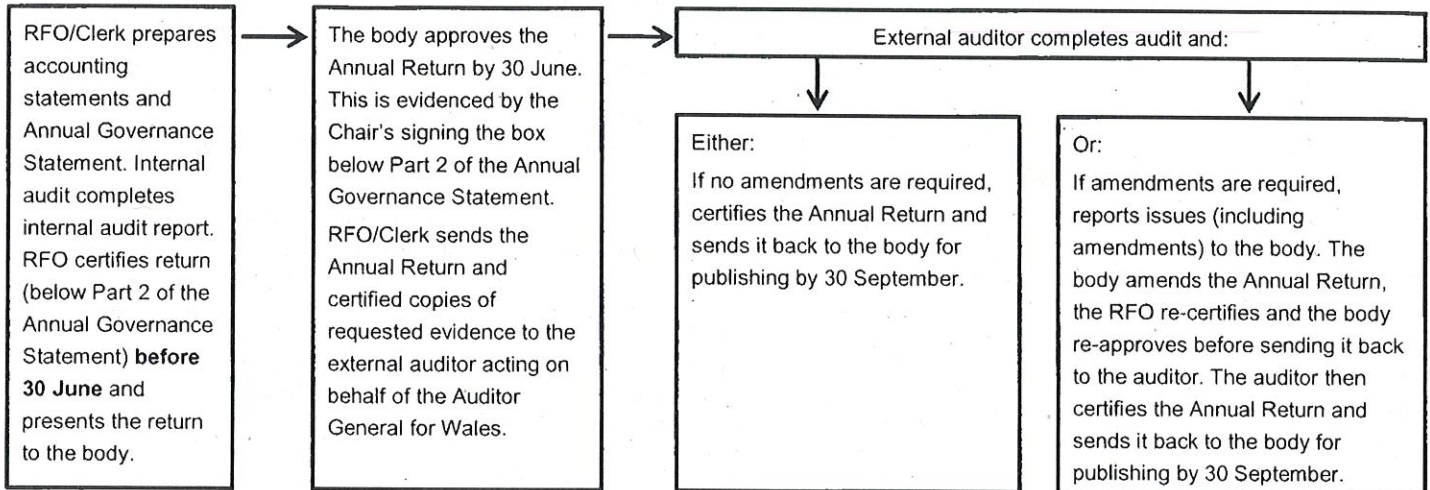 RFO/Clerk prepares
accounting
statements and
Annual Governance
Statement. Internal
audit completes
internal audit report.
RFO certifies return
(below Part 2 of the
Annual Governance
Statement) before
30 June and
presents the return
to the body.
The body approves the
Annual Return by 30 June.
This is evidenced by the
Chair's signing the box
below Part 2 of the Annual
Governance Statement.
RFO/Clerk sends the
Annual Return and
certified copies of
requested evidence to the
external auditor acting on
behalf of the Auditor
General for Wales.
External auditor completes audit and:
Either:
If no amendments are required,
certifies the Annual Return and
sends it back to the body for
publishing by 30 September.
Or:
If amendments are required,
reports issues (including
amendments) to the body. The
body amends the Annual Return,
the RFO re-certifies and the body
re-approves before sending it back
to the auditor. The auditor then
certifies the Annual Return and
sends it back to the body for
publishing by 30 September.